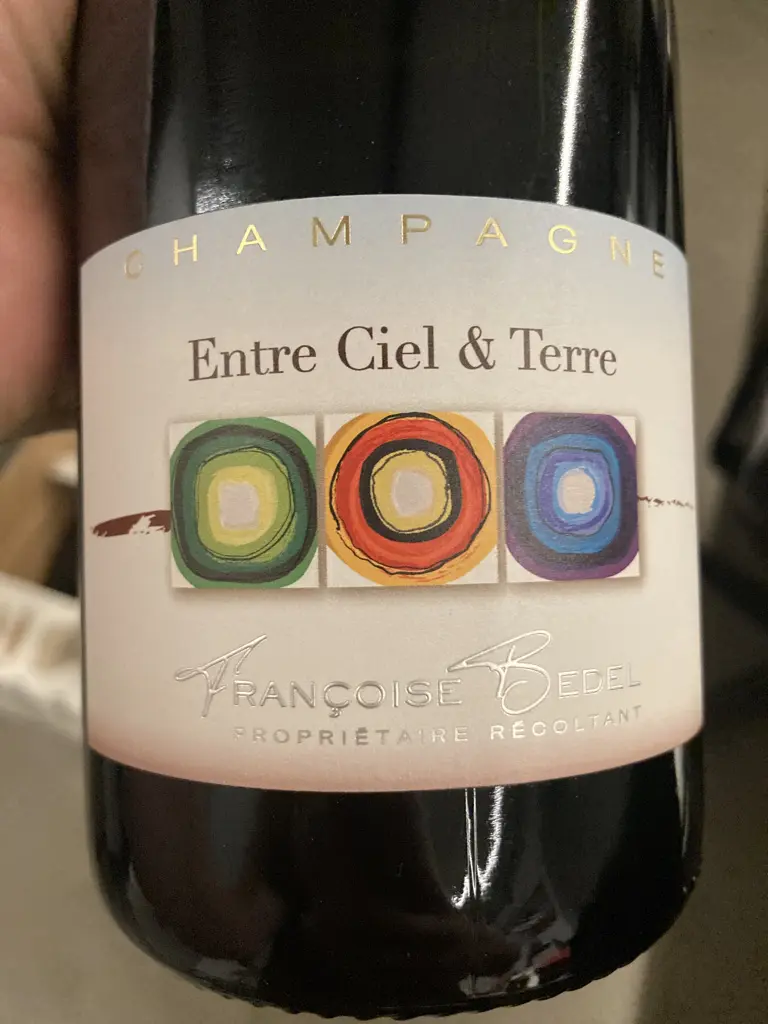 CHAMPAGNE
Entre Ciel & Terre
FRANÇOISE BEDEL
PROPRIÉTAIRE RÉCOLTANT